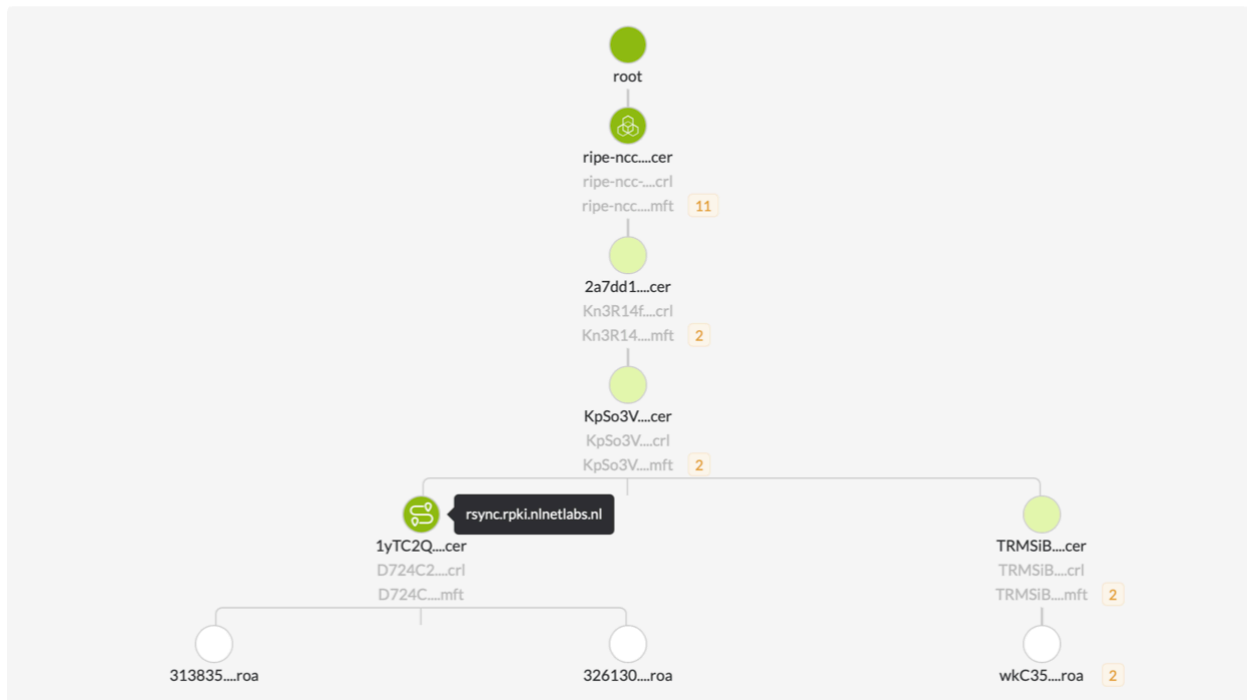 root
ripe-ncc....cer
ripe-ncc-....crl
ripe-ncc....mft 11
2a7dd1....cer
Kn3R14f....crl
Kn3R14....mft 2
KpSo3V....cer
KpSo3V....crl
KpSo3V....mft 2
rsync.rpki.nlnetlabs.nl
1yTC2Q....cer
D724C2....crl
D724C....mft
TRMSiB....cer
TRMSiB....crl
TRMSiB....mft 2
313835....roa
326130....roa
wkC35....roa 2